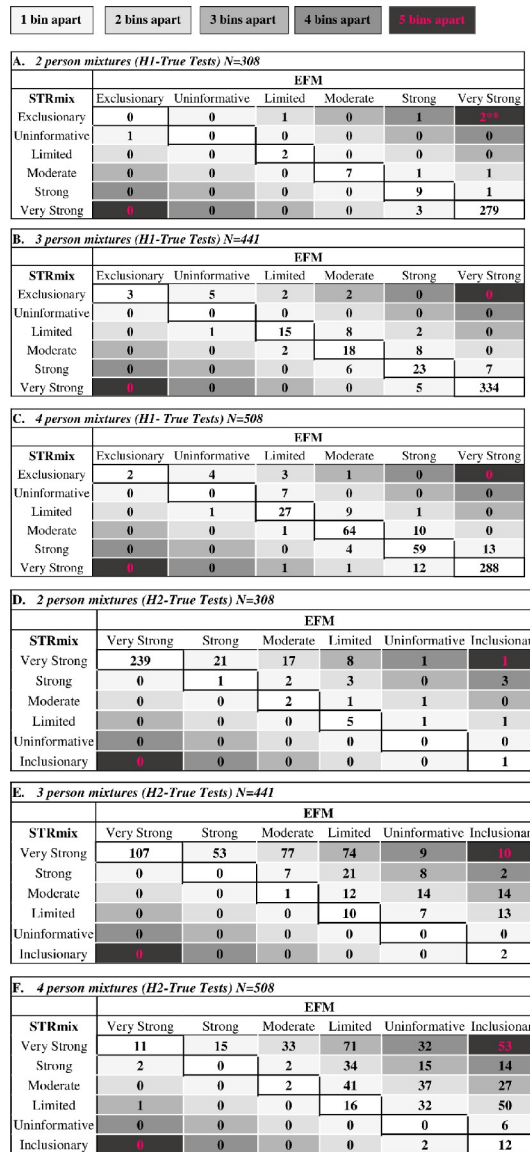 1 bin apart 2 bins apart 3 bins apart 4 bins apart 5 bins apart
A. 2 person mixtures (H1-True Tests) N=308
EFM
STRmix Exclusionary Uninformative Limited Moderate Strong Very Strong
Exclusionary 0 0 1 0 1 2**
Uninformative 1 0 0 0 0 0
Limited 0 0 2 0 0 0
Moderate 0 0 0 7 1 1
Strong 0 0 0 0 9 1
Very Strong 0 0 0 0 3 279
B. 3 person mixtures (H1-True Tests) N=441
EFM
STRmix Exclusionary Uninformative Limited Moderate Strong Very Strong
Exclusionary 3 5 2 2 0 0
Uninformative 0 0 0 0 0 0
Limited 0 1 15 8 2 0
Moderate 0 0 2 18 8 0
Strong 0 0 0 6 23 7
Very Strong 0 0 0 0 5 334
C. 4 person mixtures (H1- True Tests) N=508
EFM
STRmix Exclusionary Uninformative Limited Moderate Strong Very Strong
Exclusionary 2 4 3 1 0 0
Uninformative 0 0 7 0 0 0
Limited 0 1 27 9 1 0
Moderate 0 0 1 64 10 0
Strong 0 0 0 4 59 13
Very Strong 0 0 1 1 12 288
D. 2 person mixtures (H2-True Tests) N=308
EFM
STRmix Very Strong Strong Moderate Limited Uninformative Inclusionar
Very Strong 239 21 17 8 1 1
Strong 0 1 2 3 0 3
Moderate 0 0 2 1 1 0
Limited 0 0 0 5 1 1
Uninformative 0 0 0 0 0 0
Inclusionary 0 0 0 0 0 1
E. 3 person mixtures (H2-True Tests) N=441
EFM
STRmix Very Strong Strong Moderate Limited Uninformative Inclusionar
Very Strong 107 53 77 74 9 10
Strong 0 0 7 21 8 2
Moderate 0 0 1 12 14 14
Limited 0 0 0 10 7 13
Uninformative 0 0 0 0 0 0
Inclusionary 0 0 0 0 0 2
F. 4 person mixtures (H2-True Tests) N=508
EFM
STRmix Very Strong Strong Moderate Limited Uninformative Inclusionar
Very Strong 11 15 33 71 32 53
Strong 2 0 2 34 15 14
Moderate 0 0 2 41 37 27
Limited 1 0 0 16 32 50
Uninformative 0 0 0 0 0 6
Inclusionary 0 0 0 0 2 12